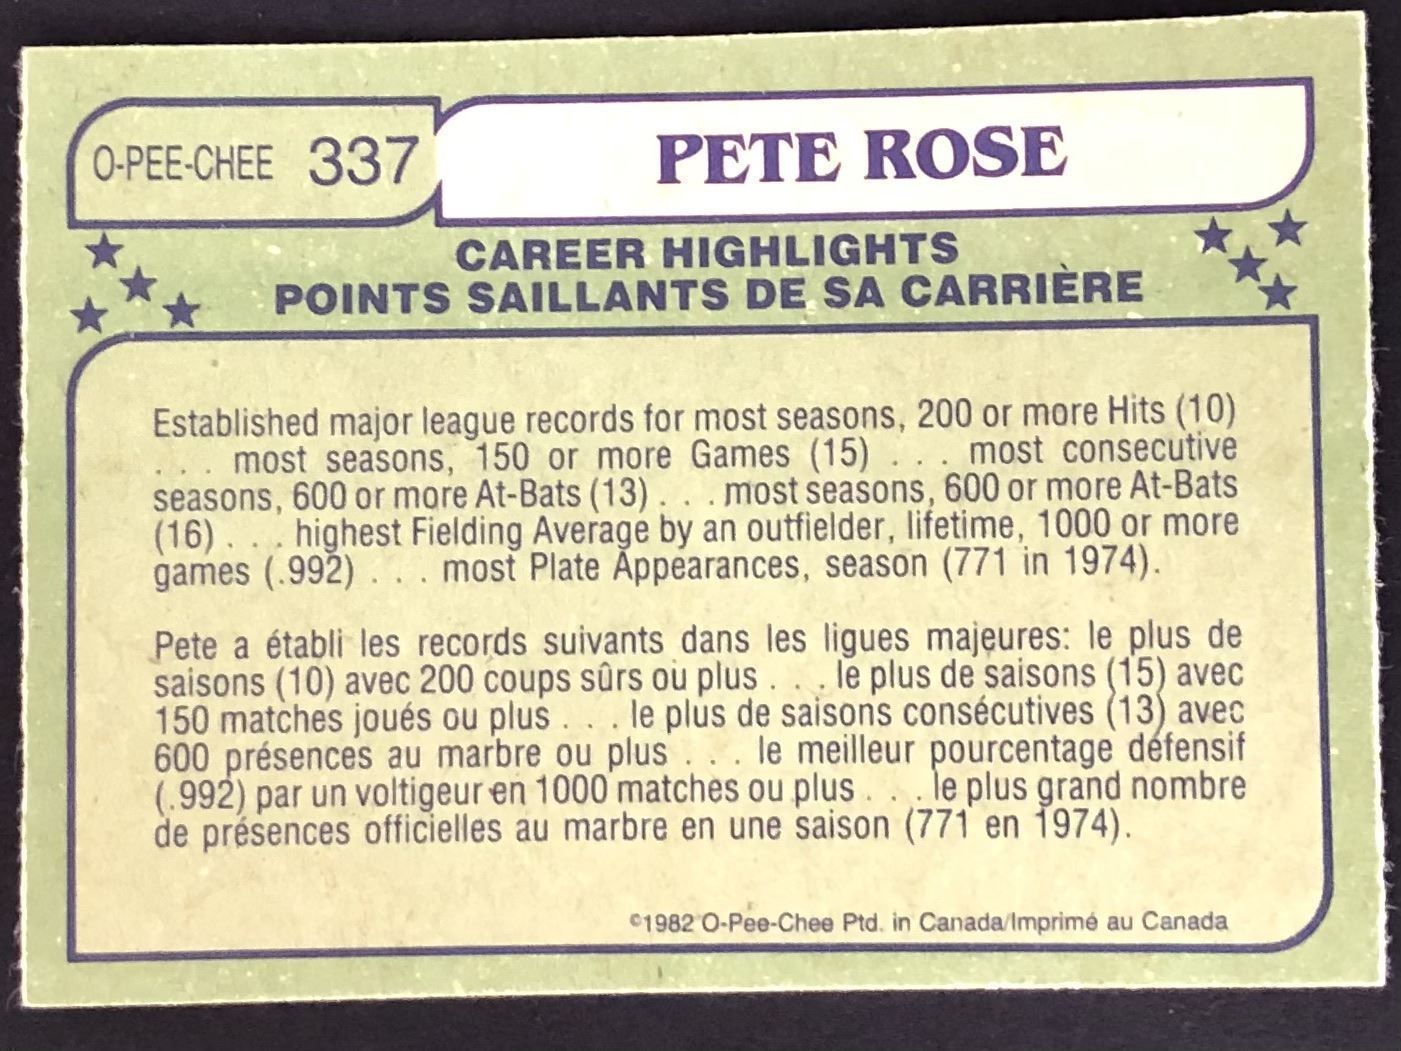 O-PEE-CHEE 337 PETE ROSE
CAREER HIGHLIGHTS
POINTS SAILLANTS DE SA CARRIÈRE
Established major league records for most seasons, 200 or more Hits (10)
. . . most seasons, 150 or more Games (15) . . . most consecutive
seasons, 600 or more At-Bats (13) . . . most seasons, 600 or more At-Bats
(16) . . . highest Fielding Average by an outfielder, lifetime, 1000 or more
games (.992) . . . most Plate Appearances, season (771 in 1974).
Pete a établi les records suivants dans les ligues majeures: le plus de
saisons (10) avec 200 coups sûrs ou plus . . . le plus de saisons (15) avec
150 matches joués ou plus . . . le plus de saisons consécutives (13) avec
600 présences au marbre ou plus . . . le meilleur pourcentage défensif
(.992) par un voltigeur en 1000 matches ou plus . . . le plus grand nombre
de présences officielles au marbre en une saison (771 en 1974).
©1982 O-Pee-Chee Ptd. in Canada/Imprimé au Canada